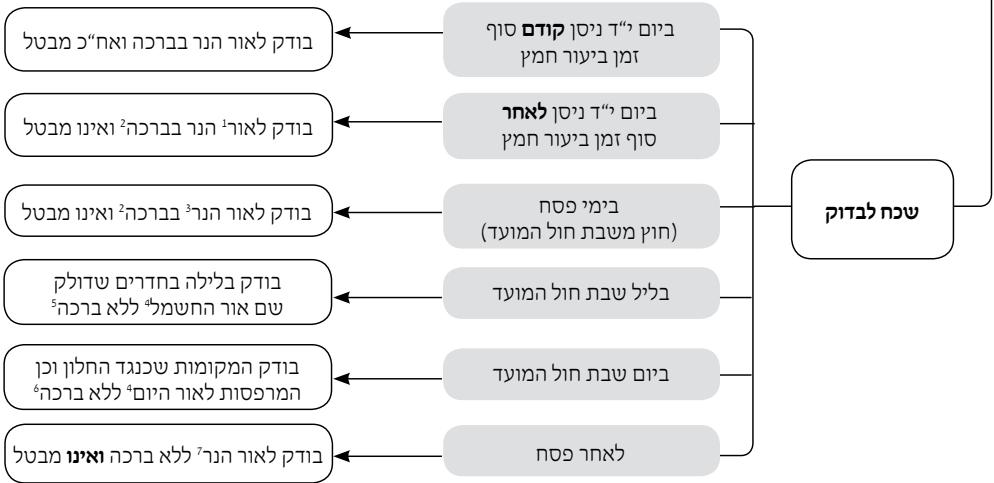 שכח לבדוק
ביום י״ד ניסן קודם סוף
זמן ביעור חמץ
בודק לאור הנר בברכה ואח״כ מבטל
ביום י״ד ניסן לאחר
סוף זמן ביעור חמץ
בודק לאור¹ הנר בברכה² ואינו מבטל
בימי פסח
(חוץ משבת חול המועד)
בודק לאור הנר³ בברכה² ואינו מבטל
בליל שבת חול המועד
בודק בלילה בחדרים שדולק
שם אור החשמל⁴ ללא ברכה⁵
ביום שבת חול המועד
בודק המקומות שכנגד החלון וכן
המרפסות לאור היום⁴ ללא ברכה⁶
לאחר פסח
בודק לאור הנר⁷ ללא ברכה ואינו מבטל